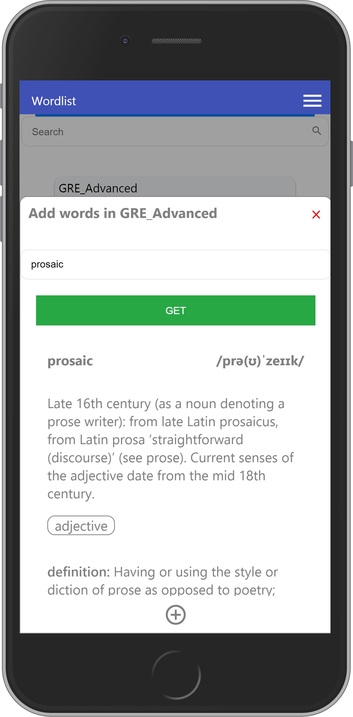 Wordlist
Search
GRE_Advanced
Add words in GRE_Advanced
prosaic
GET
prosaic /prə(ʊ)ˈzeɪɪk/
Late 16th century (as a noun denoting a
prose writer): from late Latin prosaicus,
from Latin prosa ‘straightforward
(discourse)’ (see prose). Current senses of
the adjective date from the mid 18th
century.
adjective
definition: Having or using the style or
diction of prose as opposed to poetry;